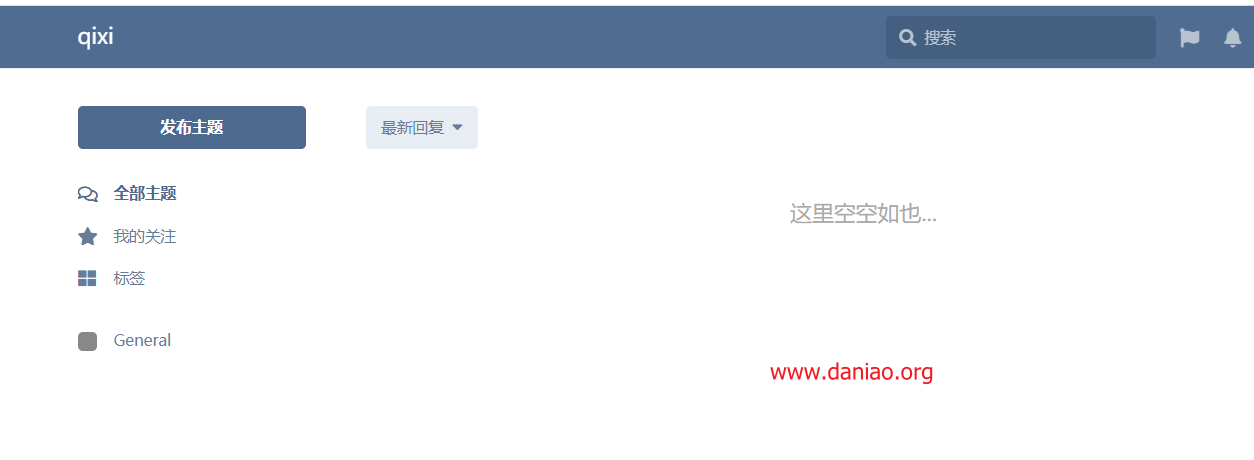 qixi
搜索
发布主题
最新回复
全部主题
我的关注
标签
General
这里空空如也...
www.daniao.org